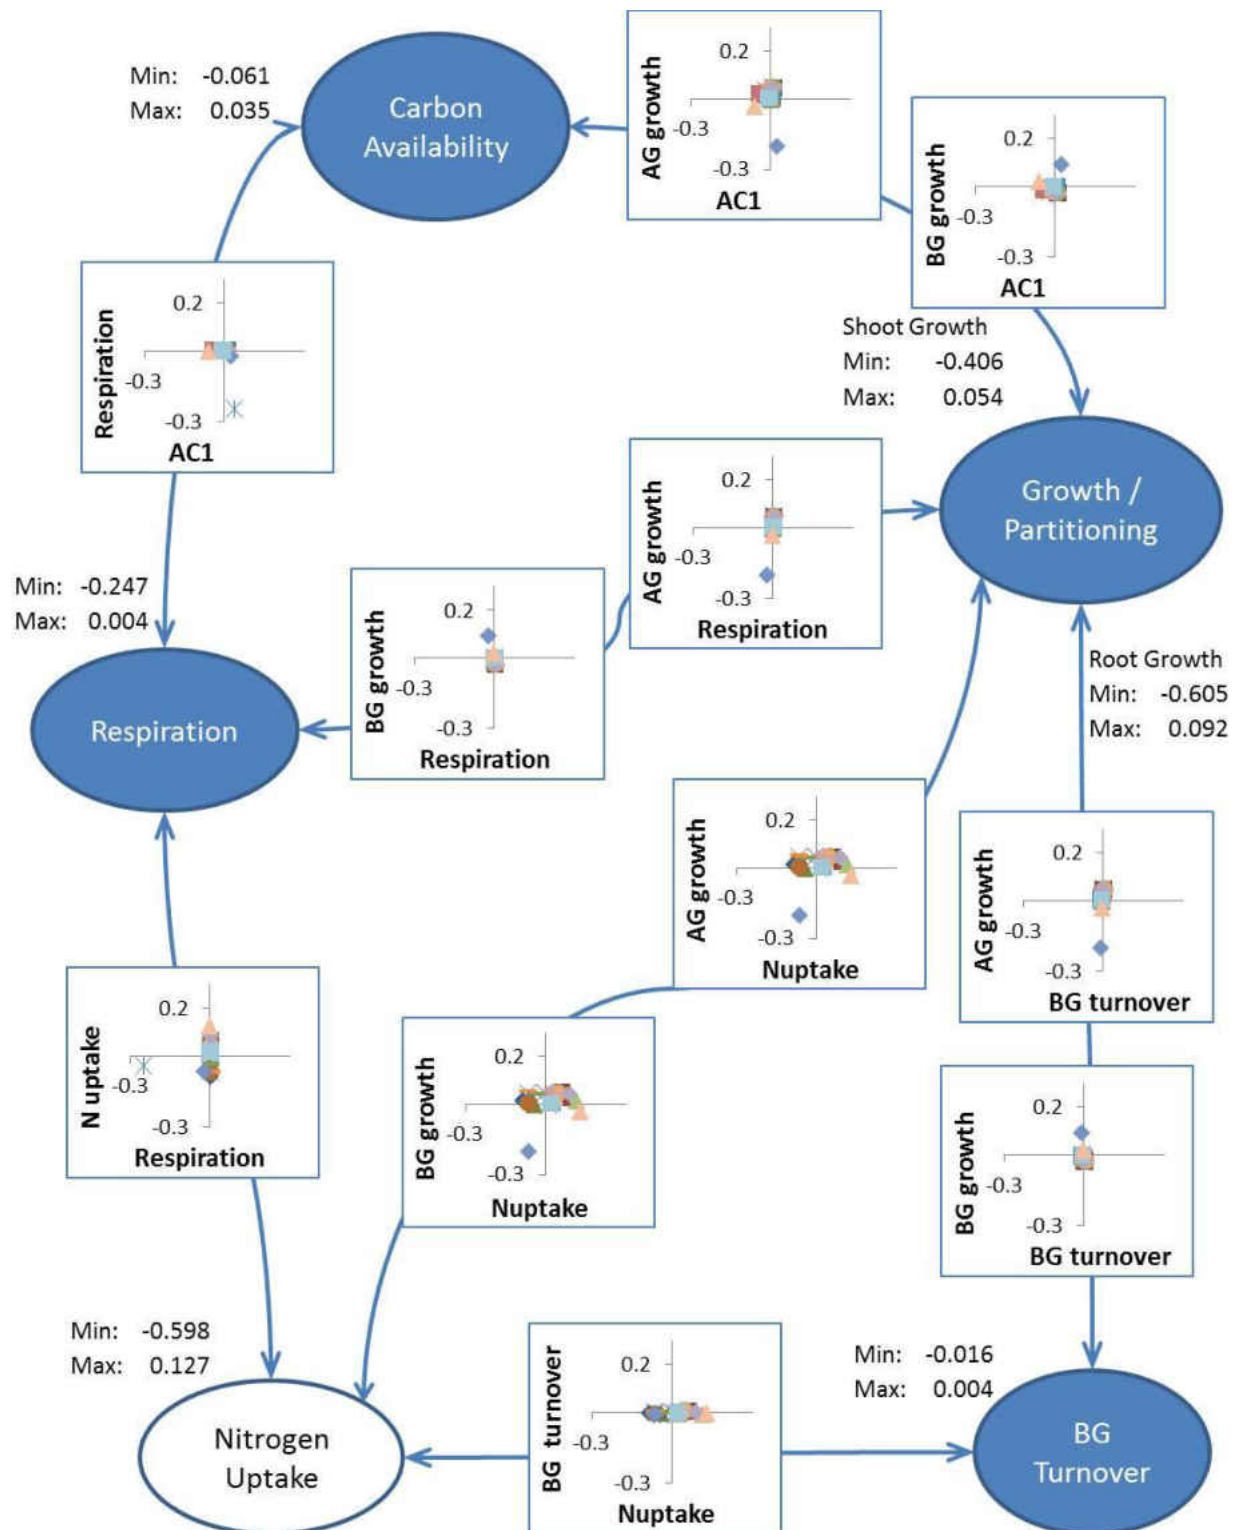 Min: -0.061
Max: 0.035
Carbon
Availability
AG growth
0.2
-0.3
-0.3
AC1
BG growth
0.2
-0.3
-0.3
AC1
Respiration
0.2
-0.3
-0.3
AC1
Shoot Growth
Min: -0.406
Max: 0.054
Growth /
Partitioning
AG growth
0.2
-0.3
-0.3
Respiration
BG growth
0.2
-0.3
-0.3
Respiration
Min: -0.247
Max: 0.004
Respiration
Root Growth
Min: -0.605
Max: 0.092
AG growth
0.2
-0.3
-0.3
Nuptake
AG growth
0.2
-0.3
-0.3
BG turnover
N uptake
0.2
-0.3
-0.3
Respiration
BG growth
0.2
-0.3
-0.3
Nuptake
BG growth
0.2
-0.3
-0.3
BG turnover
Min: -0.598
Max: 0.127
Nitrogen
Uptake
BG turnover
0.2
-0.3
-0.3
Nuptake
Min: -0.016
Max: 0.004
BG
Turnover